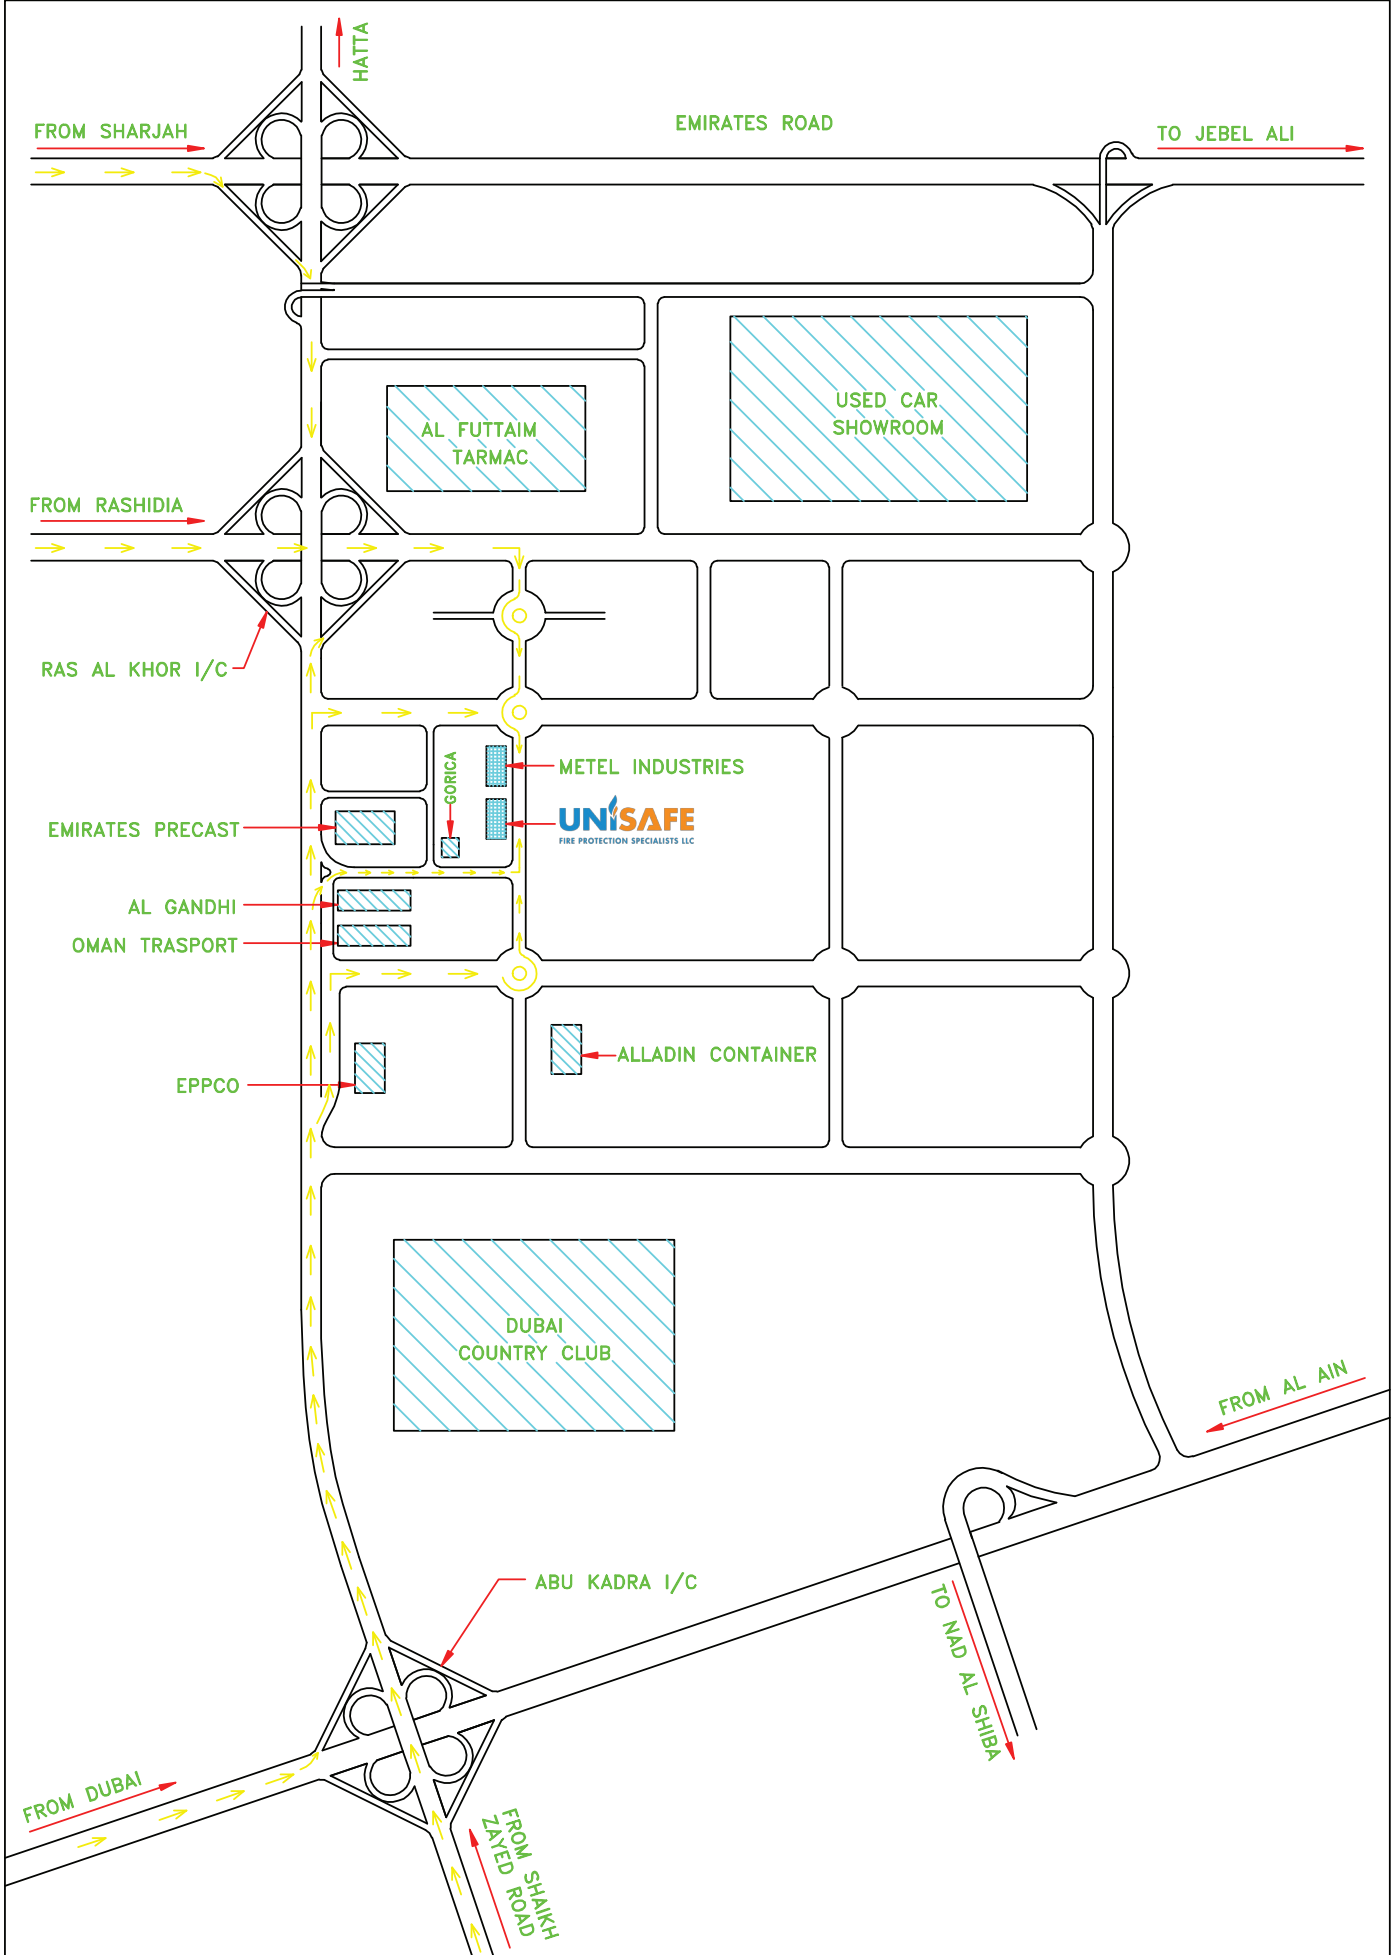 HATTA
FROM SHARJAH
EMIRATES ROAD
TO JEBEL ALI
USED CAR
SHOWROOM
AL FUTTAIM
TARMAC
FROM RASHIDIA
RAS AL KHOR I/C
GORICA
METEL INDUSTRIES
UNISAFE
FIRE PROTECTION SPECIALISTS LLC
EMIRATES PRECAST
AL GANDHI
OMAN TRASPORT
ALLADIN CONTAINER
EPPCO
DUBAI
COUNTRY CLUB
FROM AL AIN
ABU KADRA I/C
TO NAD AL SHIBA
FROM DUBAI
FROM SHAIKH
ZAYED ROAD